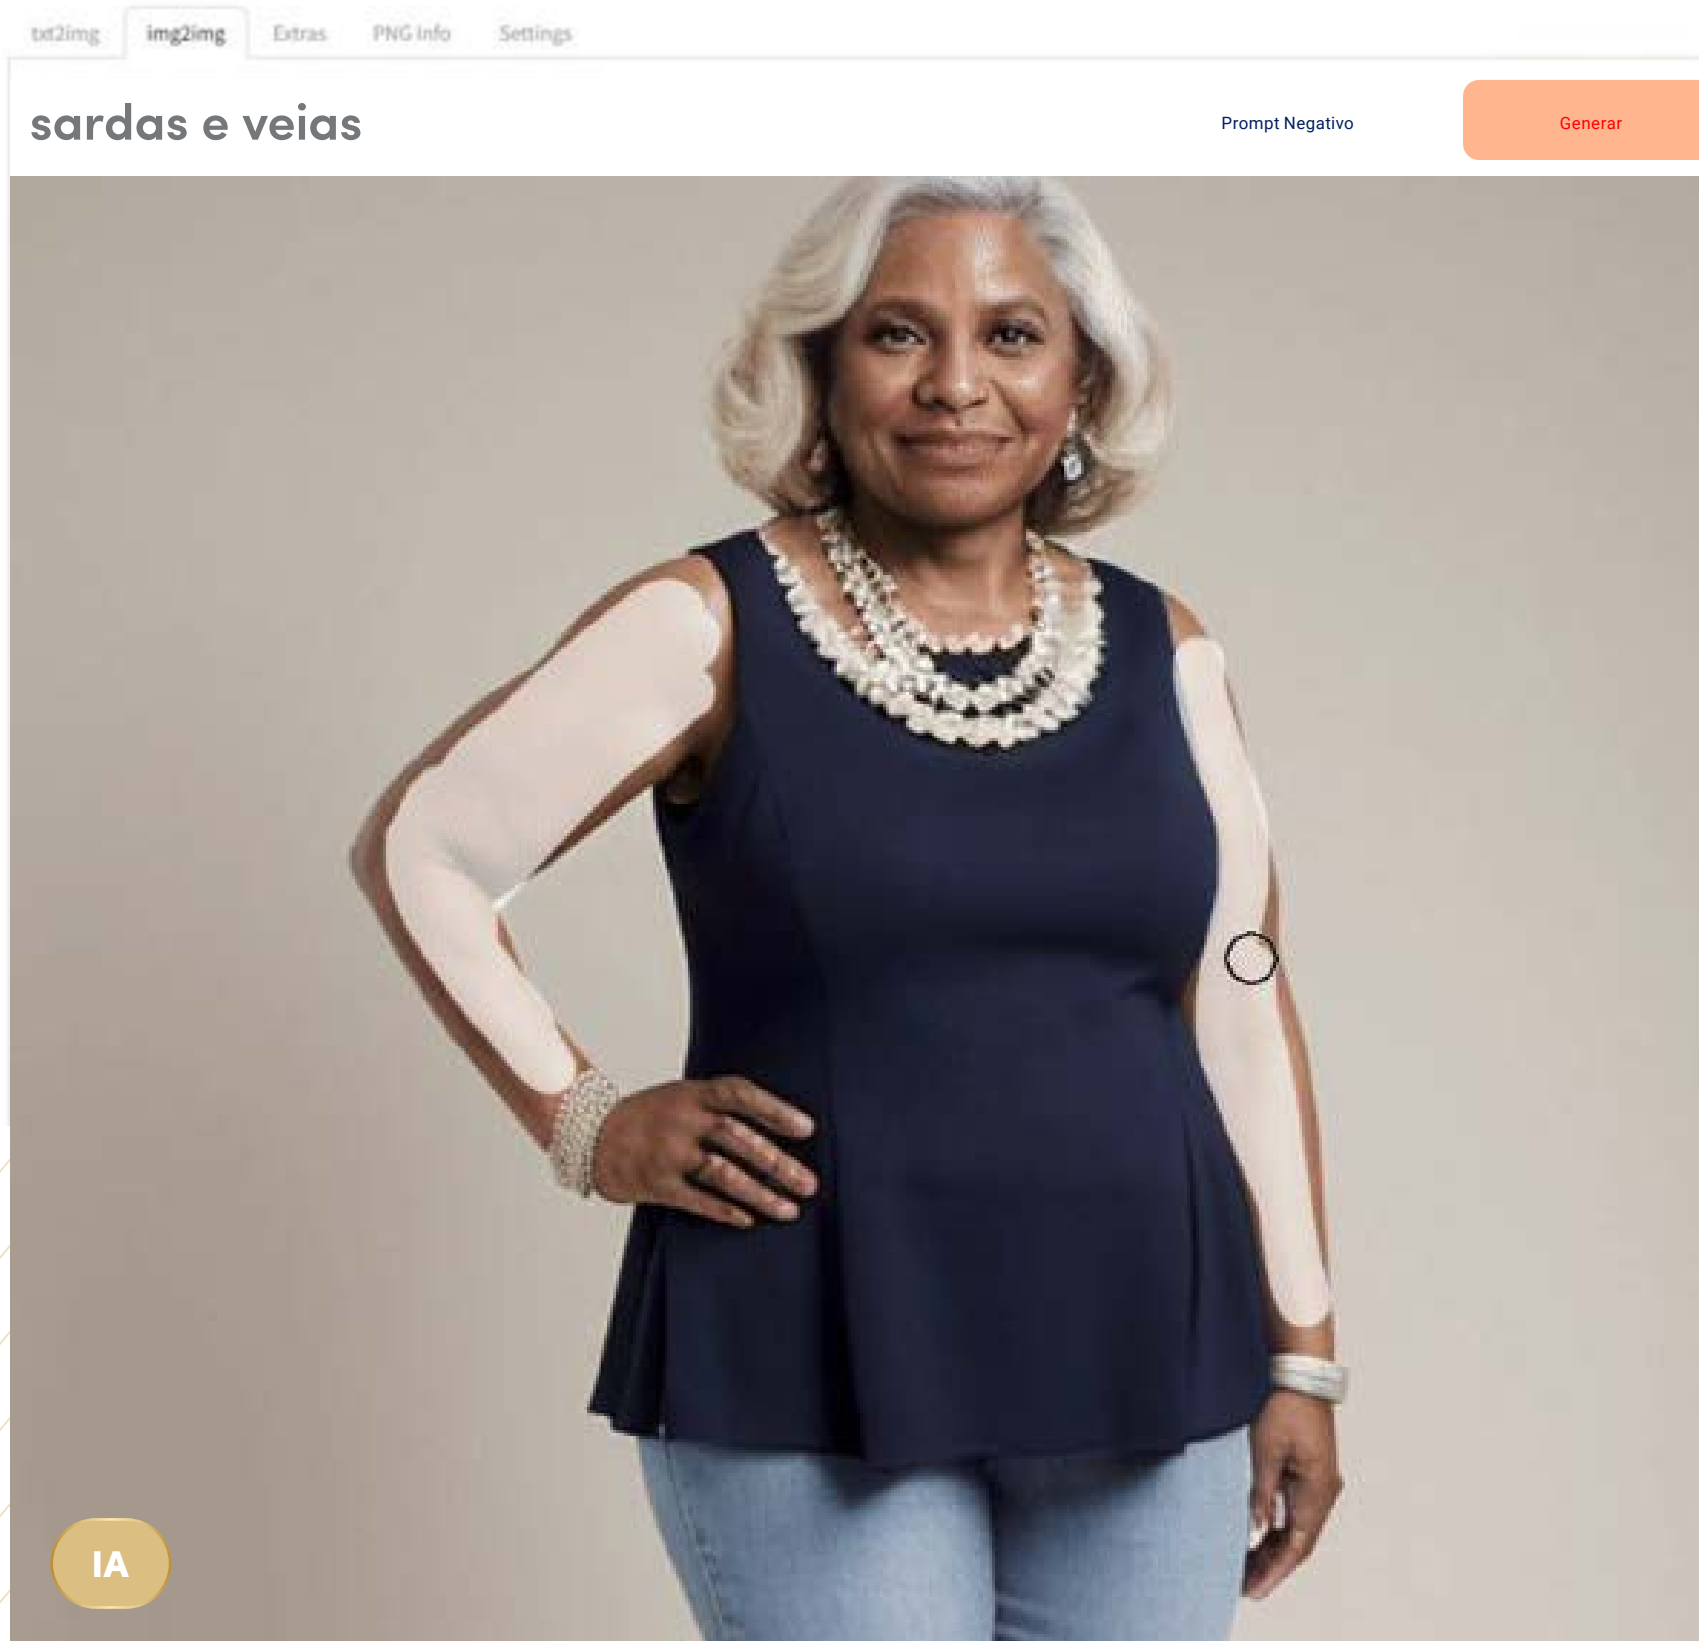 txt2img img2img Extras PNG Info Settings
sardas e veias Prompt Negativo Generar
IA